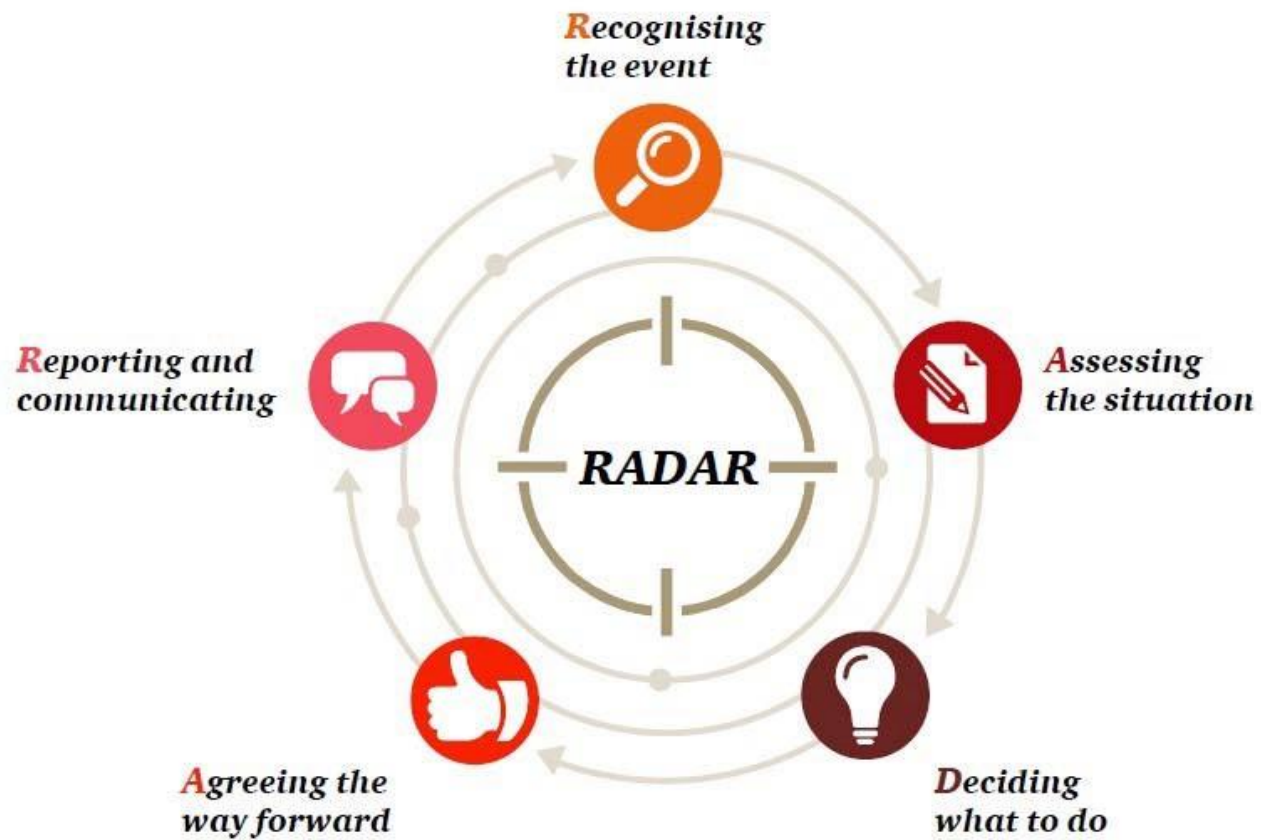 Recognising
the event
Assessing
the situation
Deciding
what to do
Agreeing the
way forward
Reporting and
communicating
RADAR